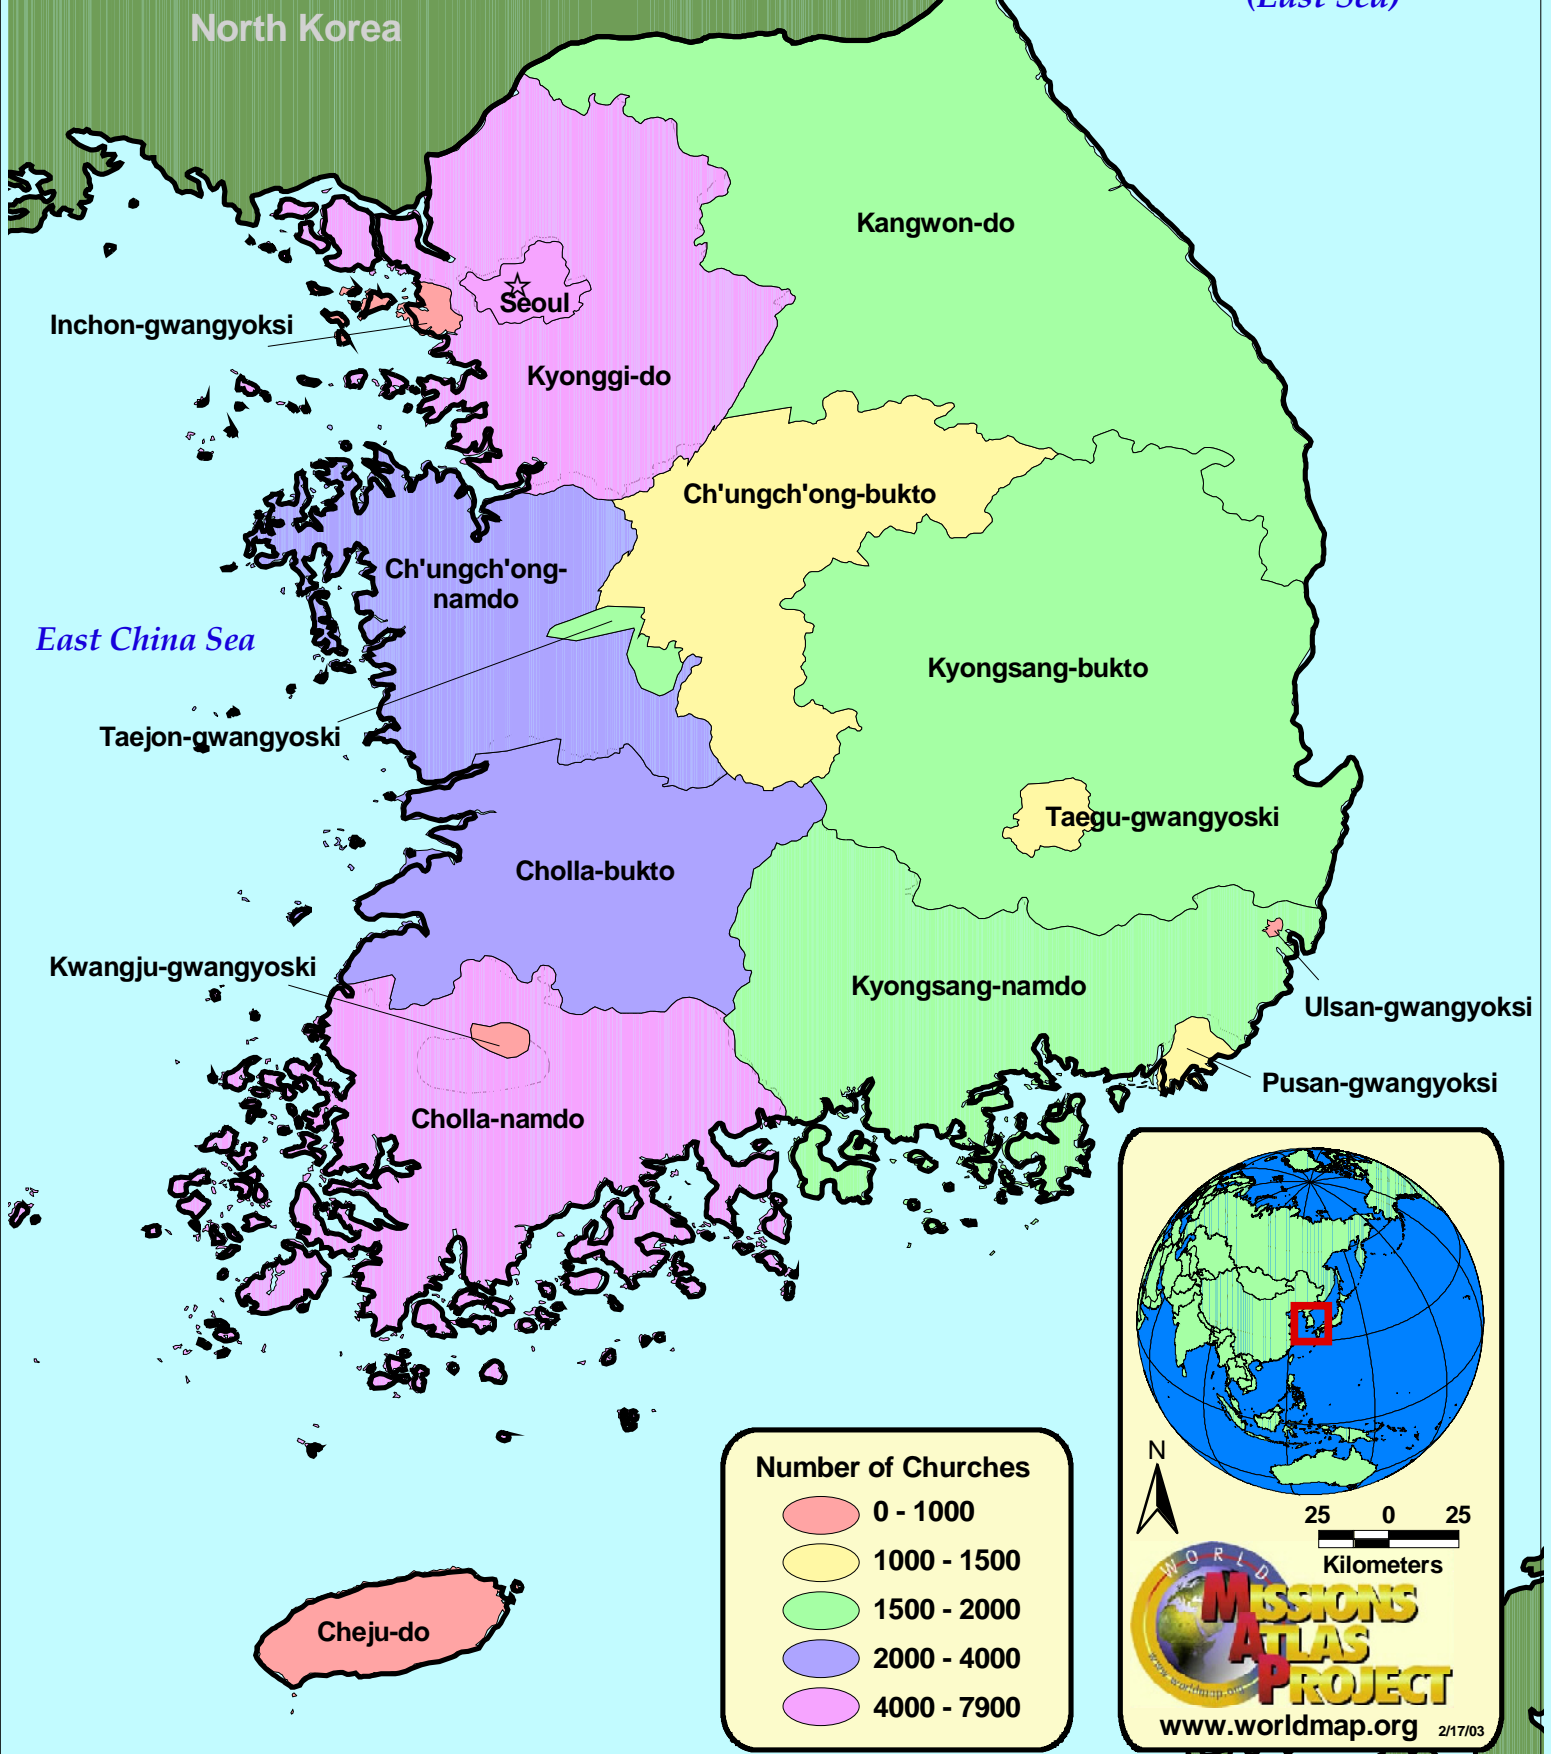 (East Sea)
North Korea
Kangwon-do
Seoul
Inchon-gwangyoksi
Kyonggi-do
Ch'ungch'ong-bukto
Ch'ungch'ong-
namdo
East China Sea
Kyongsang-bukto
Taejon-gwangyoski
Taegu-gwangyoski
Cholla-bukto
Kwangju-gwangyoski
Kyongsang-namdo
Ulsan-gwangyoksi
Pusan-gwangyoksi
Cholla-namdo
Cheju-do
Number of Churches
0 - 1000
1000 - 1500
1500 - 2000
2000 - 4000
4000 - 7900
N
25 0 25
Kilometers
WORLD
MISSIONS
ATLAS
PROJECT
www.worldmap.org
www.worldmap.org 2/17/03